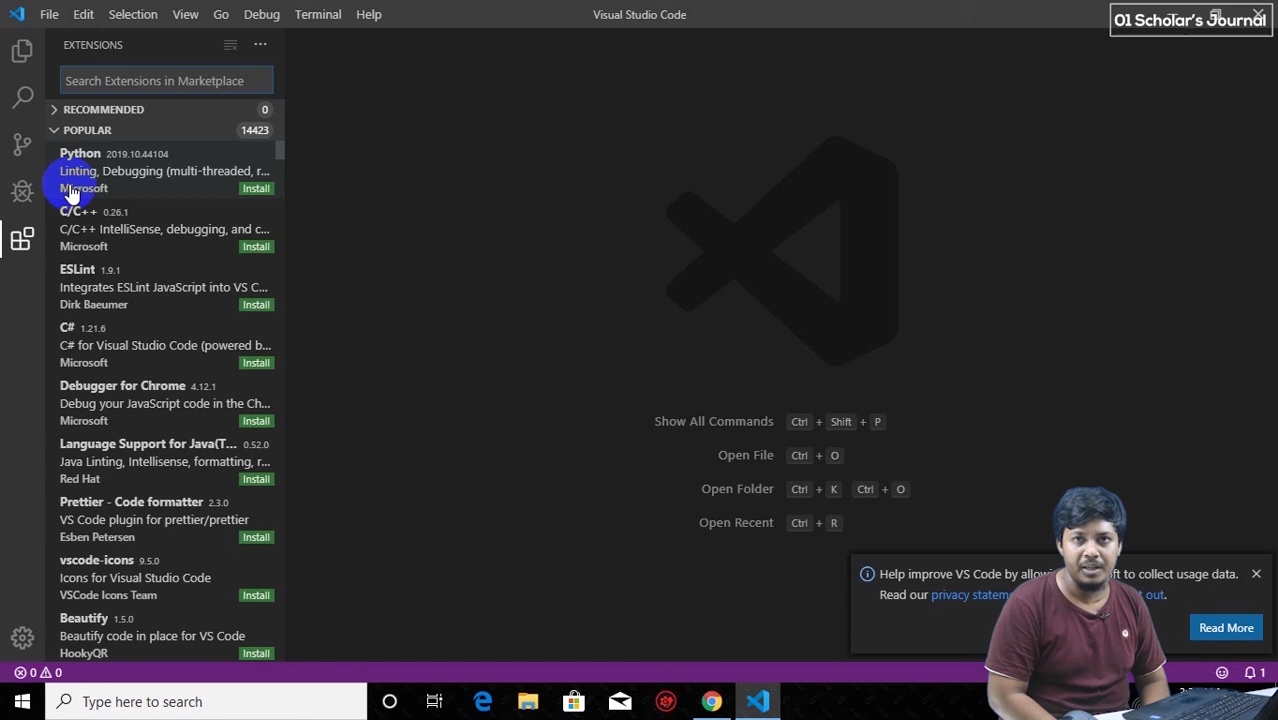 File Edit Selection View Go Debug Terminal Help
Visual Studio Code
01 Scholar's Journal
EXTENSIONS
Search Extensions in Marketplace
RECOMMENDED 0
POPULAR 14423
Python 2019.10.44104
Linting, Debugging (multi-threaded, r...
Microsoft Install
C/C++ 0.26.1
C/C++ IntelliSense, debugging, and c...
Microsoft Install
ESLint 1.9.1
Integrates ESLint JavaScript into VS C...
Dirk Baeumer Install
C# 1.21.6
C# for Visual Studio Code (powered b...
Microsoft Install
Debugger for Chrome 4.12.1
Debug your JavaScript code in the Ch...
Microsoft Install
Language Support for Java(T... 0.52.0
Java Linting, Intellisense, formatting, r...
Red Hat Install
Prettier - Code formatter 2.3.0
VS Code plugin for prettier/prettier
Esben Petersen Install
vscode-icons 9.5.0
Icons for Visual Studio Code
VSCode Icons Team Install
Beautify 1.5.0
Beautify code in place for VS Code
HookyQR Install
Show All Commands Ctrl + Shift + P
Open File Ctrl + O
Open Folder Ctrl + K Ctrl + O
Open Recent Ctrl + R
Help improve VS Code by to collect usage data.
Read our privacy out.
Read More
0 0
1
Type here to search